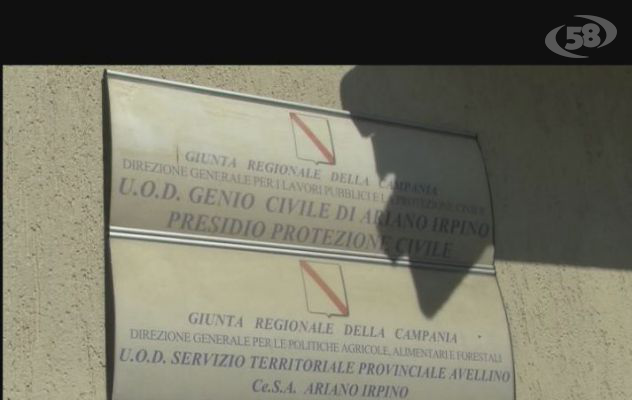 58
GIUNTA REGIONALE DELLA CAMPANIA
DIREZIONE GENERALE PER I LAVORI PUBBLICI E LA PROTEZIONE CIVILE
U.O.D. GENIO CIVILE DI ARIANO IRPINO
PRESIDIO PROTEZIONE CIVILE
GIUNTA REGIONALE DELLA CAMPANIA
DIREZIONE GENERALE PER LE POLITICHE AGRICOLE, ALIMENTARI E FORESTALI
U.O.D. SERVIZIO TERRITORIALE PROVINCIALE AVELLINO
Ce.S.A. ARIANO IRPINO